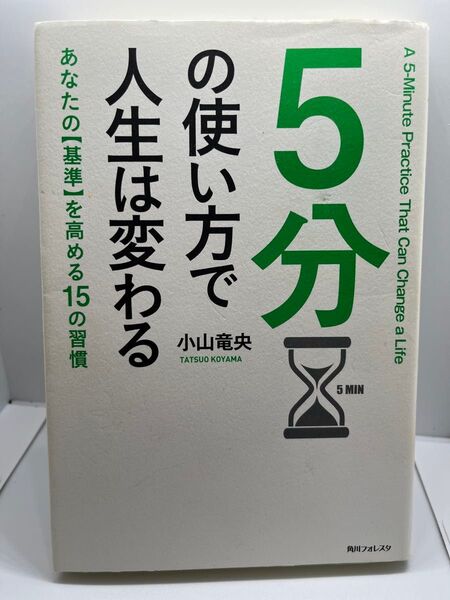 A 5-Minute Practice That Can Change a Life
5分
の使い方で
人生は変わる
あなたの【基準】を高める15の習慣
小山竜央
TATSUO KOYAMA
5 MIN
角川フォレスタ